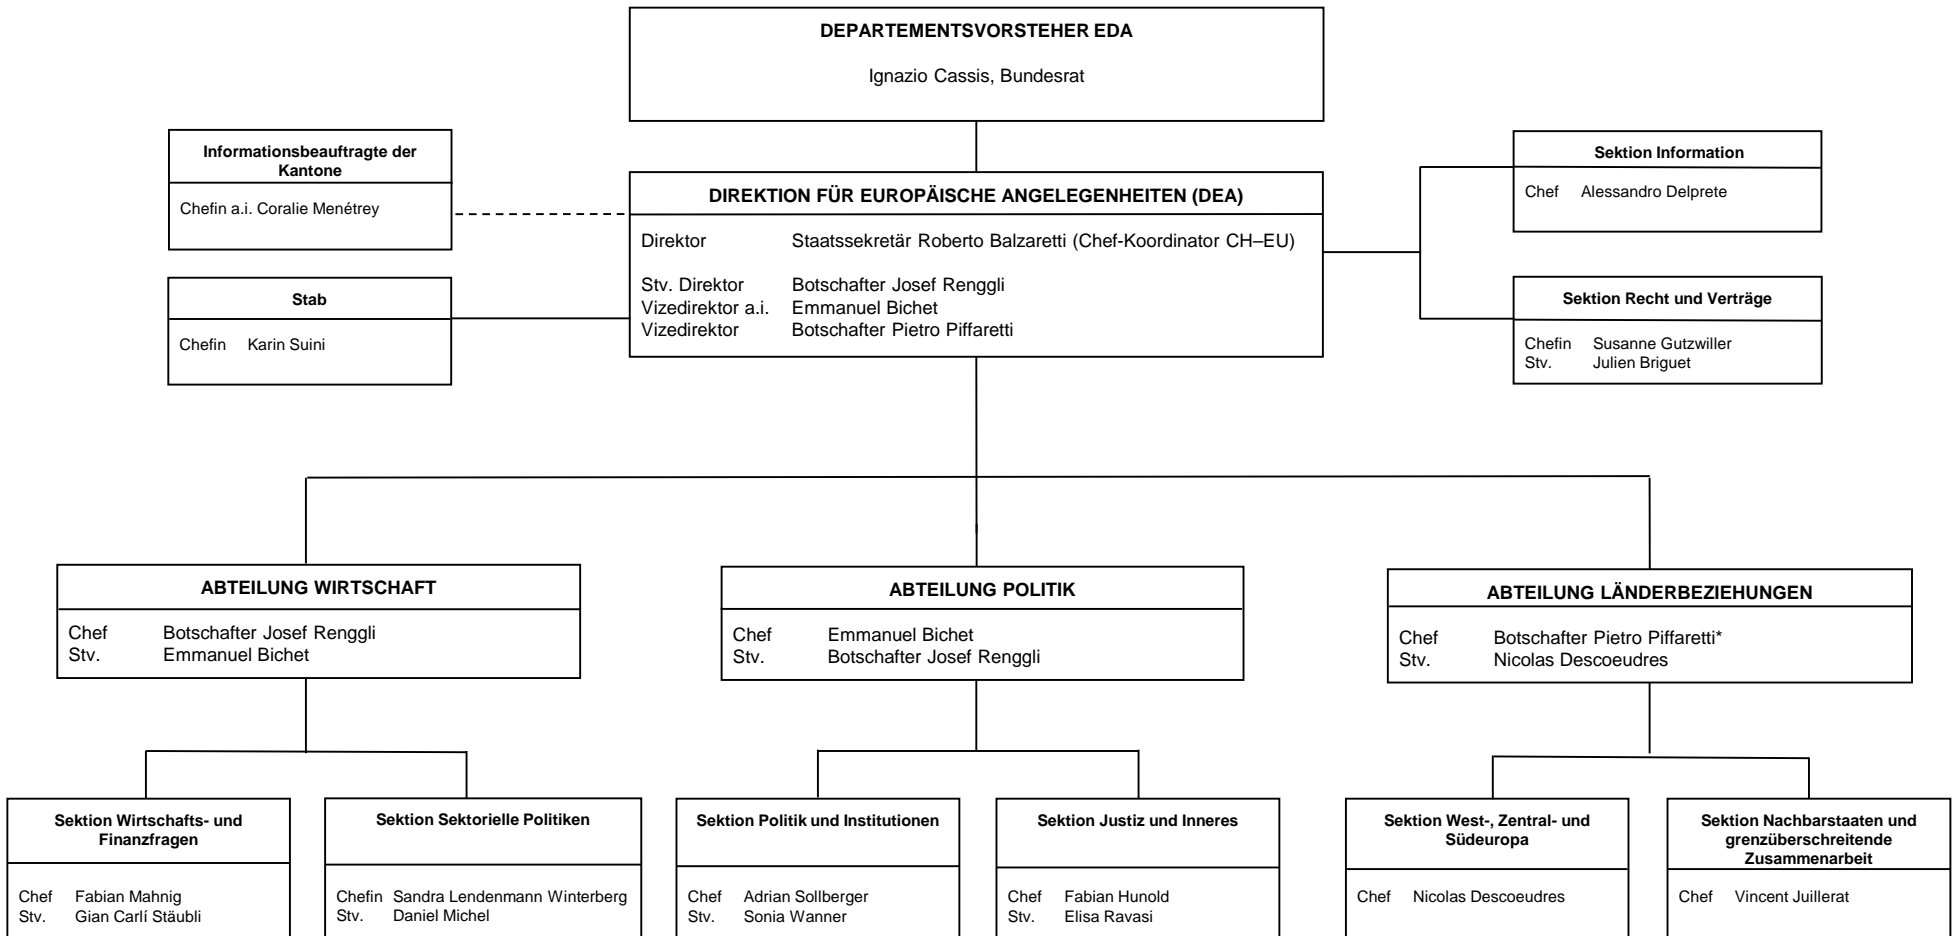 DEPARTEMENTSVORSTEHER EDA
Ignazio Cassis, Bundesrat
Informationsbeauftragte der
Kantone
Chefin a.i. Coralie Menétrey
Stab
Chefin Karin Suini
DIREKTION FÜR EUROPÄISCHE ANGELEGENHEITEN (DEA)
Direktor Staatssekretär Roberto Balzaretti (Chef-Koordinator CH–EU)
Stv. Direktor Botschafter Josef Renggli
Vizedirektor a.i. Emmanuel Bichet
Vizedirektor Botschafter Pietro Piffaretti
Sektion Information
Chef Alessandro Delprete
Sektion Recht und Verträge
Chefin Susanne Gutzwiller
Stv. Julien Briguet
ABTEILUNG WIRTSCHAFT
Chef Botschafter Josef Renggli
Stv. Emmanuel Bichet
ABTEILUNG POLITIK
Chef Emmanuel Bichet
Stv. Botschafter Josef Renggli
ABTEILUNG LÄNDERBEZIEHUNGEN
Chef Botschafter Pietro Piffaretti*
Stv. Nicolas Descoeudres
Sektion Wirtschafts- und
Finanzfragen
Chef Fabian Mahnig
Stv. Gian Carlí Stäubli
Sektion Sektorielle Politiken
Chefin Sandra Lendenmann Winterberg
Stv. Daniel Michel
Sektion Politik und Institutionen
Chef Adrian Sollberger
Stv. Sonia Wanner
Sektion Justiz und Inneres
Chef Fabian Hunold
Stv. Elisa Ravasi
Sektion West-, Zentral- und
Südeuropa
Chef Nicolas Descoeudres
Sektion Nachbarstaaten und
grenzüberschreitende
Zusammenarbeit
Chef Vincent Juillerat